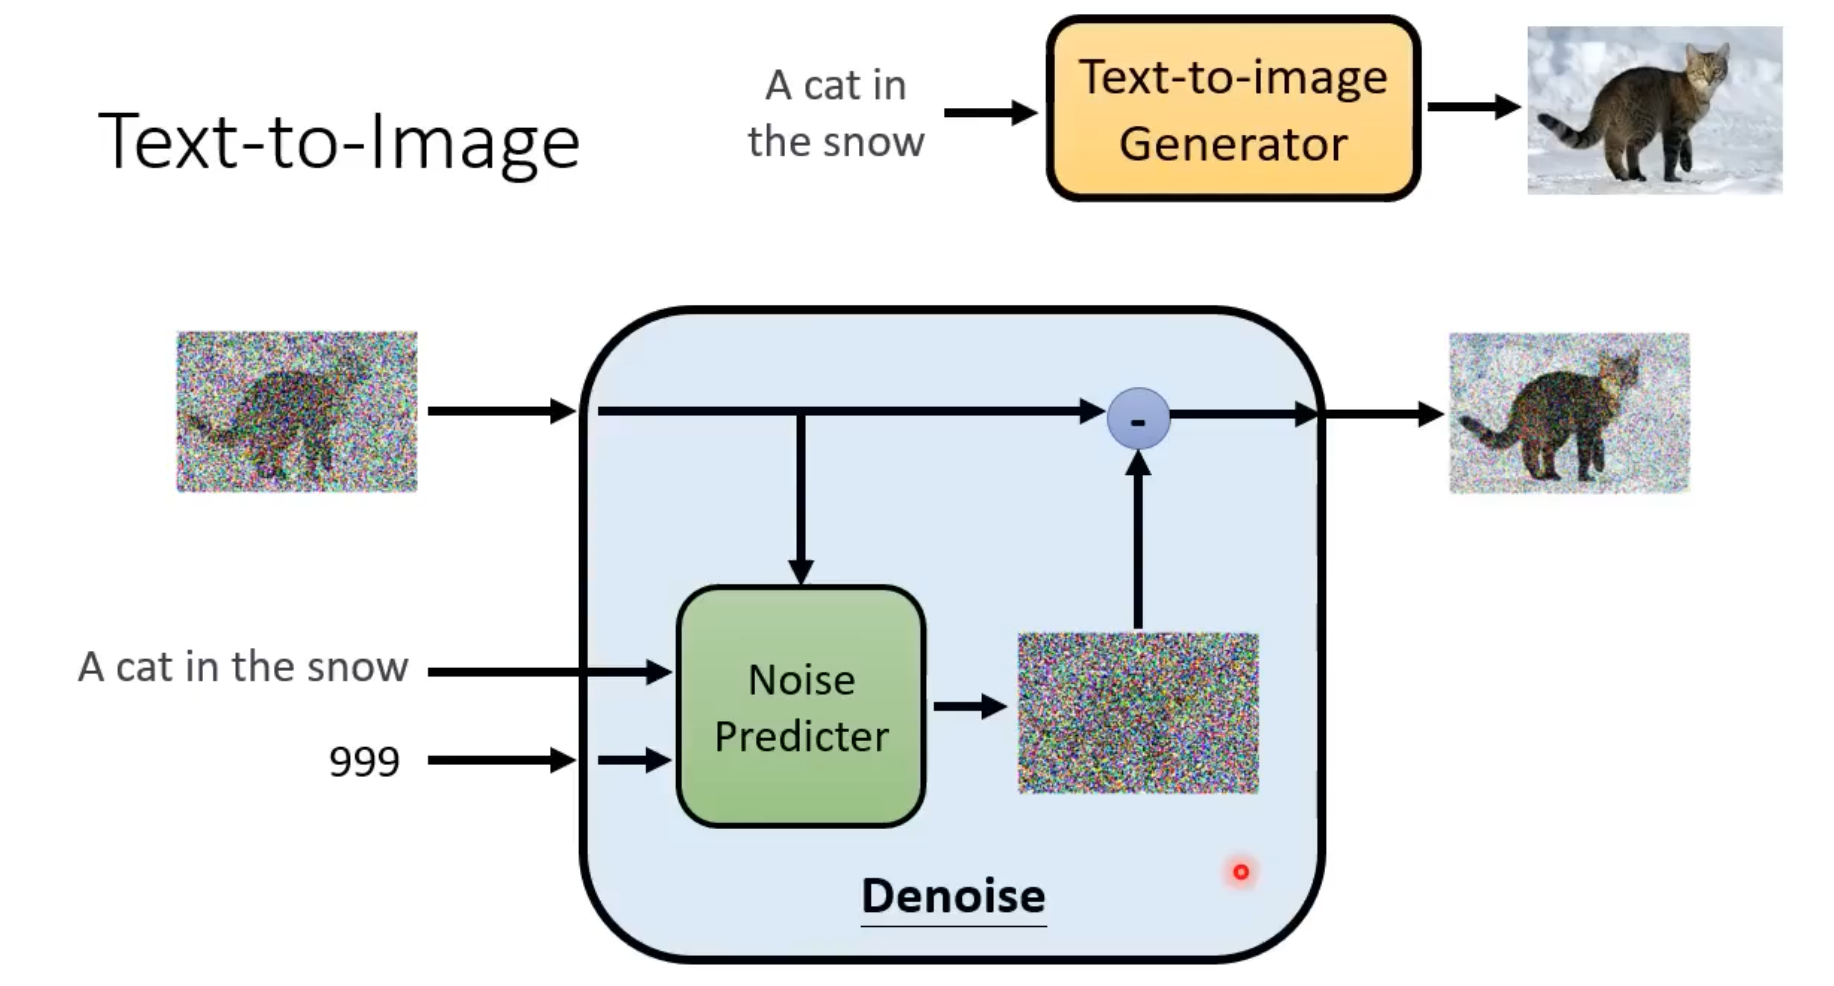 Text-to-Image
A cat in
the snow
Text-to-image
Generator
-
A cat in the snow
999
Noise
Predicter
Denoise